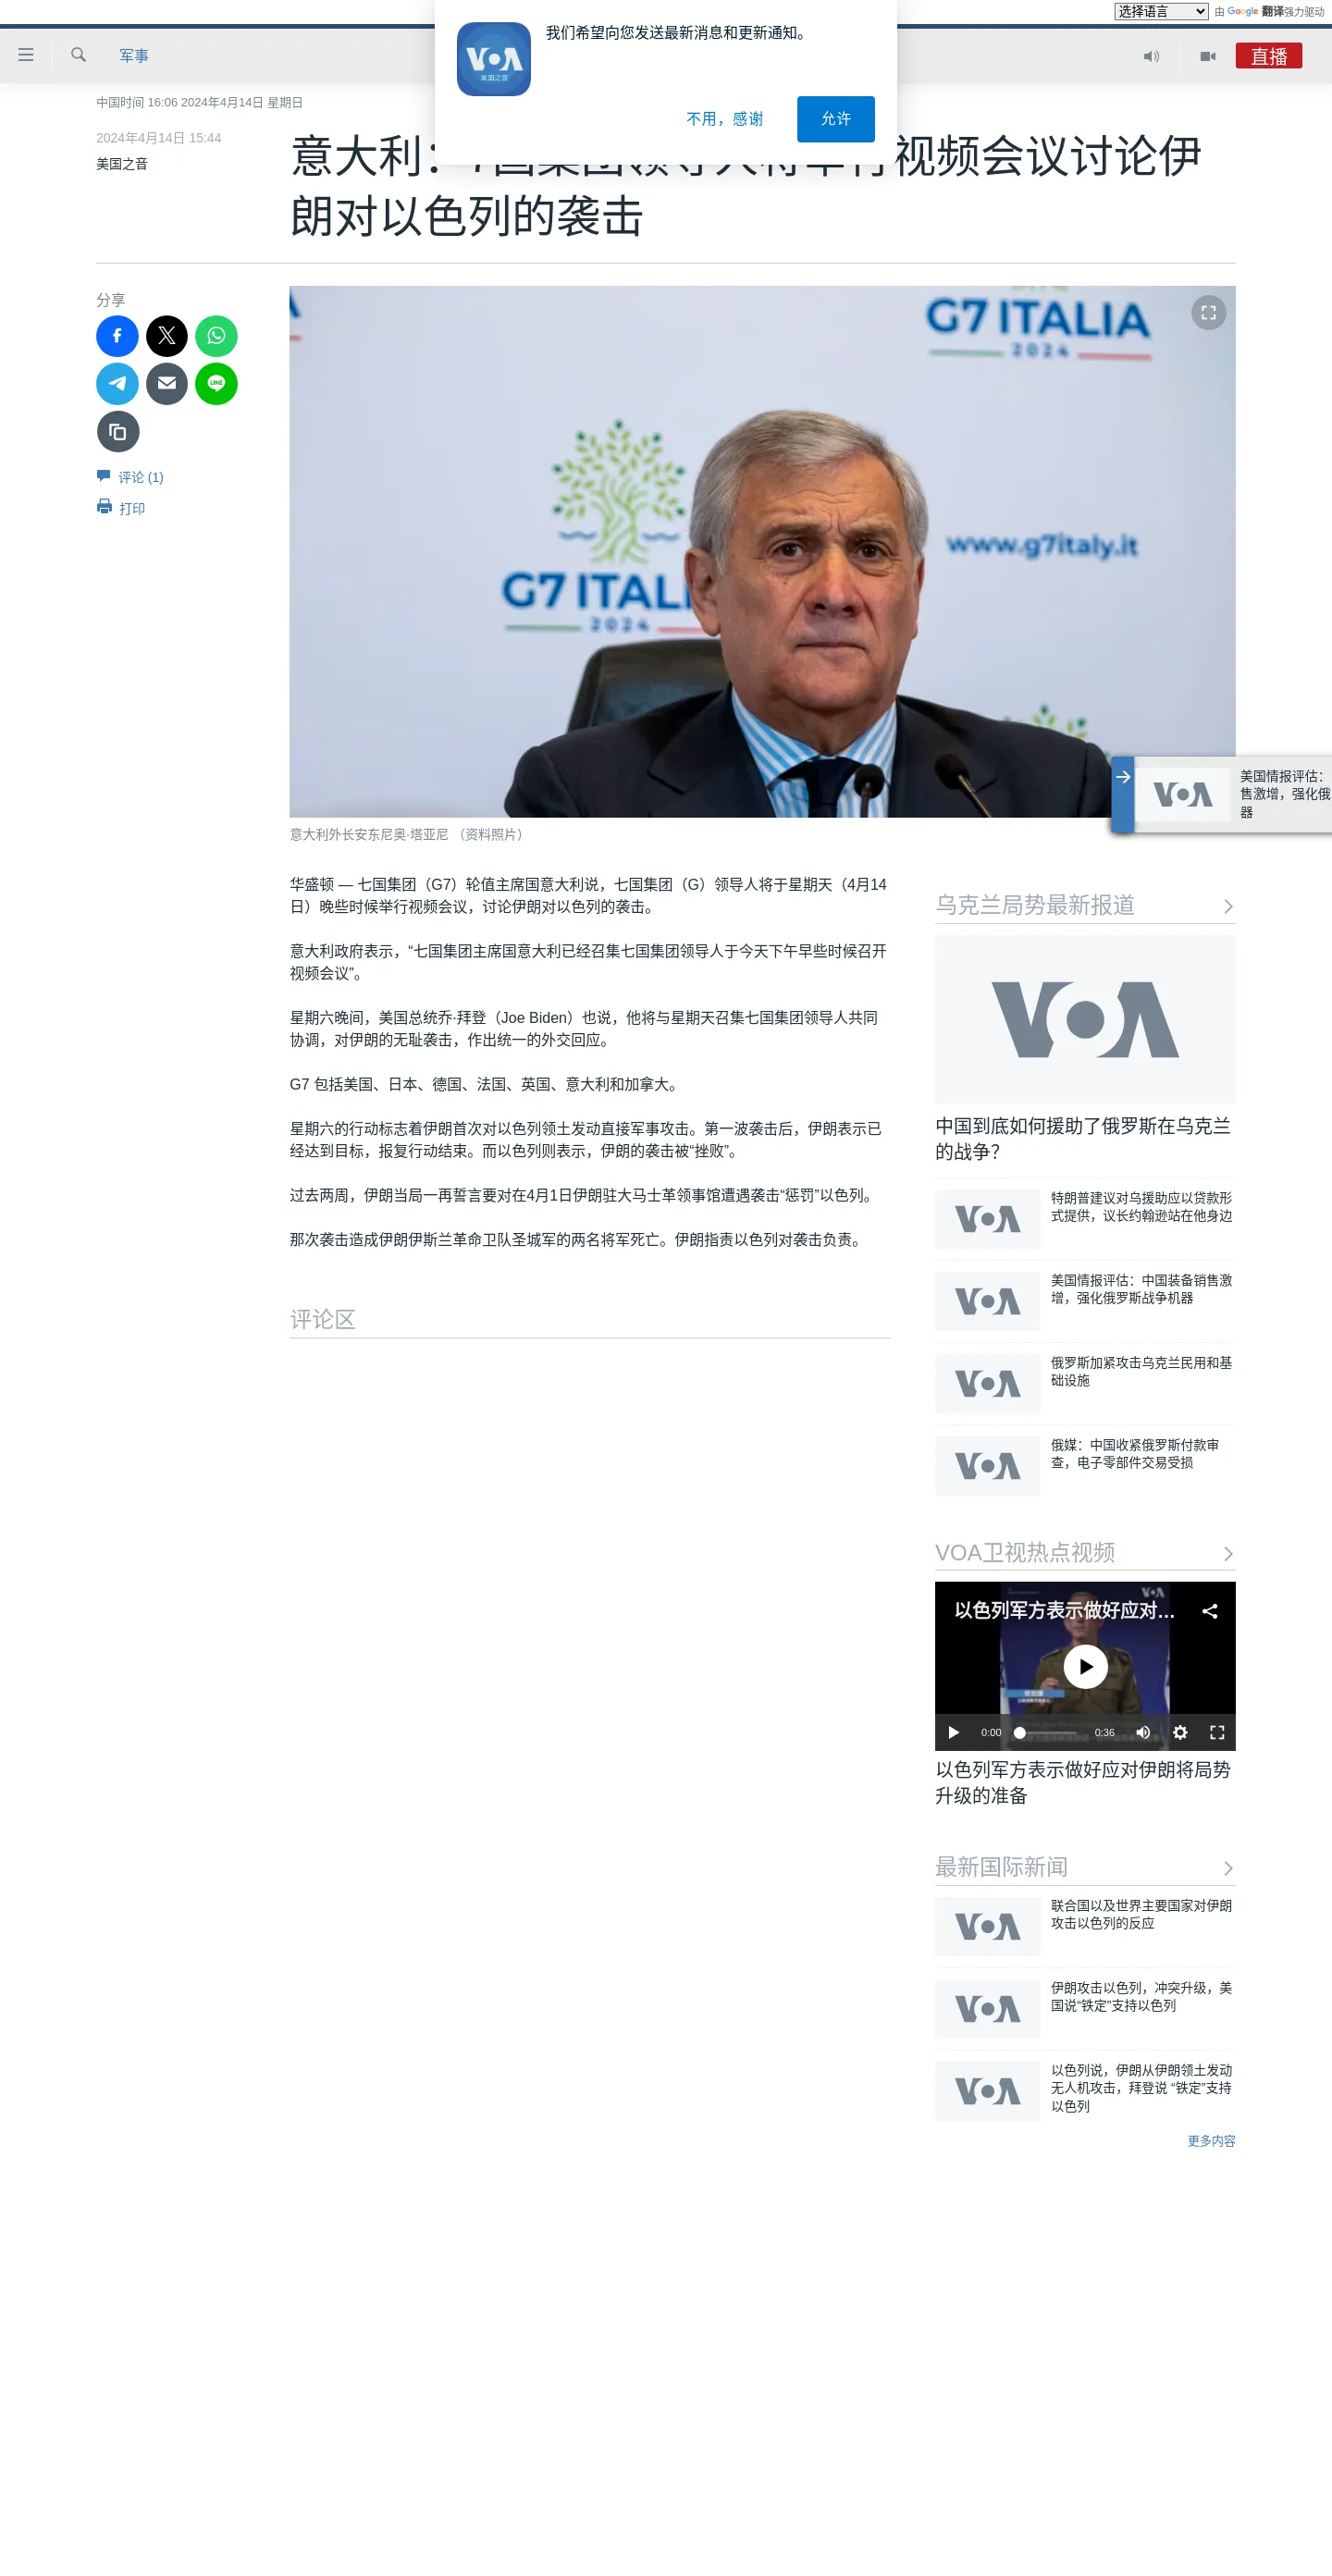 选择语言
由 Google 翻译强力驱动
军事
直播
VOA
美国之音
我们希望向您发送最新消息和更新通知。
不用，感谢
允许
中国时间 16:06 2024年4月14日 星期日
2024年4月14日 15:44
美国之音
意大利：
视频会议讨论伊
朗对以色列的袭击
分享
LINE
评论 (1)
打印
G7 ITALIA
2024
G7 ITALI
2024
www.g7italy.it
意大利外长安东尼奥·塔亚尼 （资料照片）
VOA
美国情报评估：
售激增，强化俄
器
华盛顿 — 七国集团（G7）轮值主席国意大利说，七国集团（G）领导人将于星期天（4月14
日）晚些时候举行视频会议，讨论伊朗对以色列的袭击。
意大利政府表示，“七国集团主席国意大利已经召集七国集团领导人于今天下午早些时候召开
视频会议”。
星期六晚间，美国总统乔·拜登（Joe Biden）也说，他将与星期天召集七国集团领导人共同
协调，对伊朗的无耻袭击，作出统一的外交回应。
G7 包括美国、日本、德国、法国、英国、意大利和加拿大。
星期六的行动标志着伊朗首次对以色列领土发动直接军事攻击。第一波袭击后，伊朗表示已
经达到目标，报复行动结束。而以色列则表示，伊朗的袭击被“挫败”。
过去两周，伊朗当局一再誓言要对在4月1日伊朗驻大马士革领事馆遭遇袭击“惩罚”以色列。
那次袭击造成伊朗伊斯兰革命卫队圣城军的两名将军死亡。伊朗指责以色列对袭击负责。
评论区
乌克兰局势最新报道
VOA
中国到底如何援助了俄罗斯在乌克兰
的战争？
VOA
特朗普建议对乌援助应以贷款形
式提供，议长约翰逊站在他身边
VOA
美国情报评估：中国装备销售激
增，强化俄罗斯战争机器
VOA
俄罗斯加紧攻击乌克兰民用和基
础设施
VOA
俄媒：中国收紧俄罗斯付款审
查，电子零部件交易受损
VOA卫视热点视频
VOA
以色列军方表示做好应对...
0:00
0:36
以色列军方表示做好应对伊朗将局势
升级的准备
最新国际新闻
VOA
联合国以及世界主要国家对伊朗
攻击以色列的反应
VOA
伊朗攻击以色列，冲突升级，美
国说“铁定”支持以色列
VOA
以色列说，伊朗从伊朗领土发动
无人机攻击，拜登说 “铁定”支持
以色列
更多内容